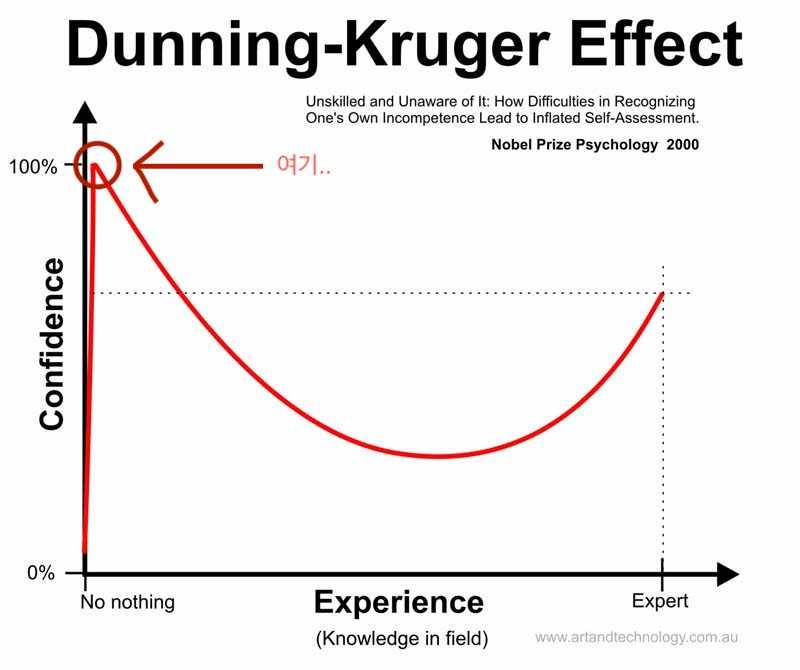 Dunning-Kruger Effect
Unskilled and Unaware of It: How Difficulties in Recognizing
One's Own Incompetence Lead to Inflated Self-Assessment.
Nobel Prize Psychology 2000
100%
여기..
Confidence
0%
No nothing
Experience
Expert
(Knowledge in field)
www.artandtechnology.com.au